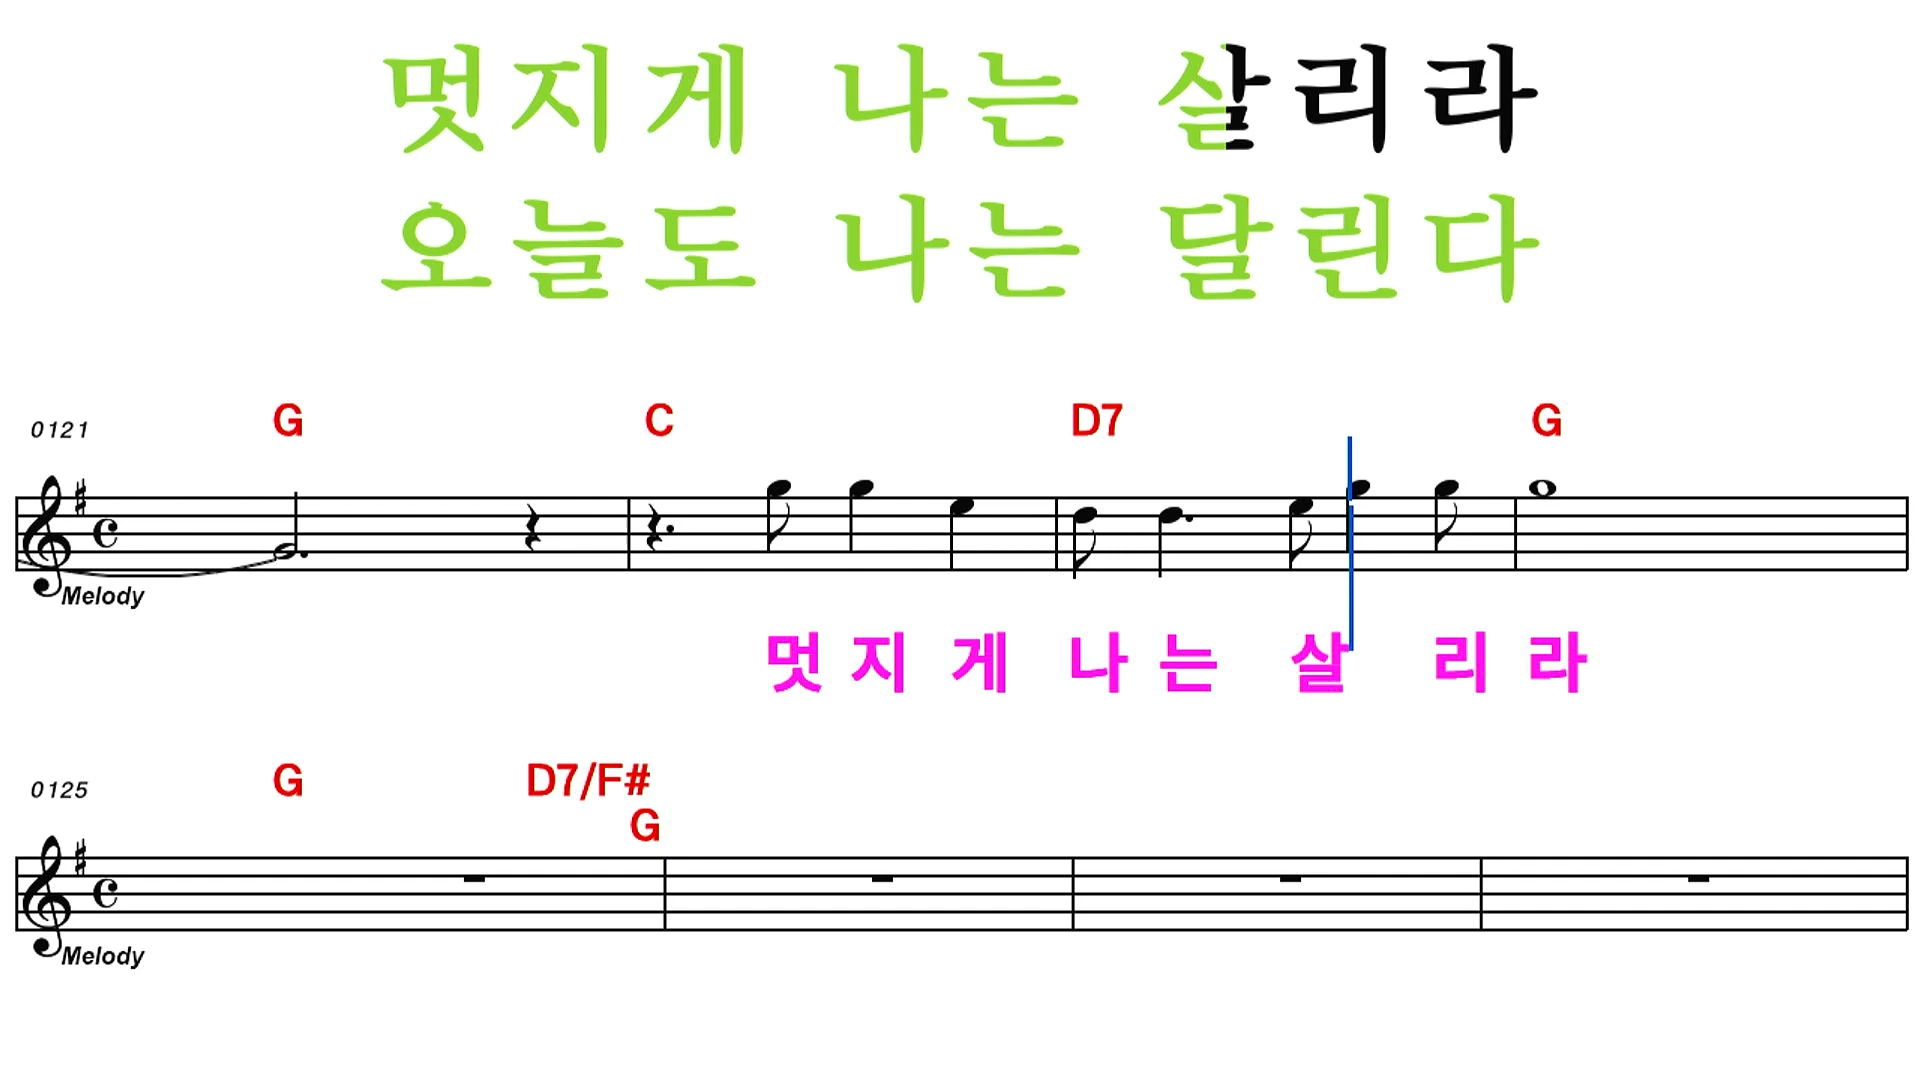 멋지게 나는 살리라
오늘도 나는 달린다
0121 G C D7 G
Melody
멋 지 게 나 는 살 리 라
0125 G D7/F#
G
Melody